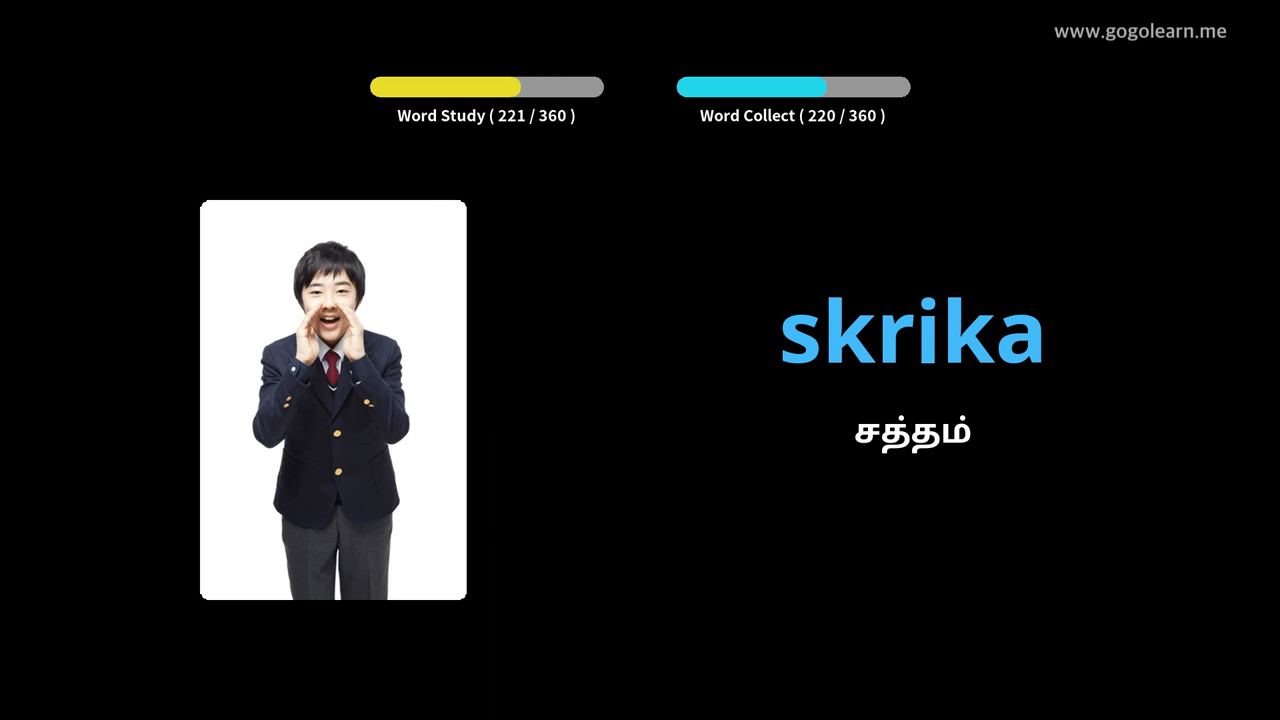 www.gogolearn.me
Word Study ( 221 / 360 )
Word Collect ( 220 / 360 )
skrika
சத்தம்